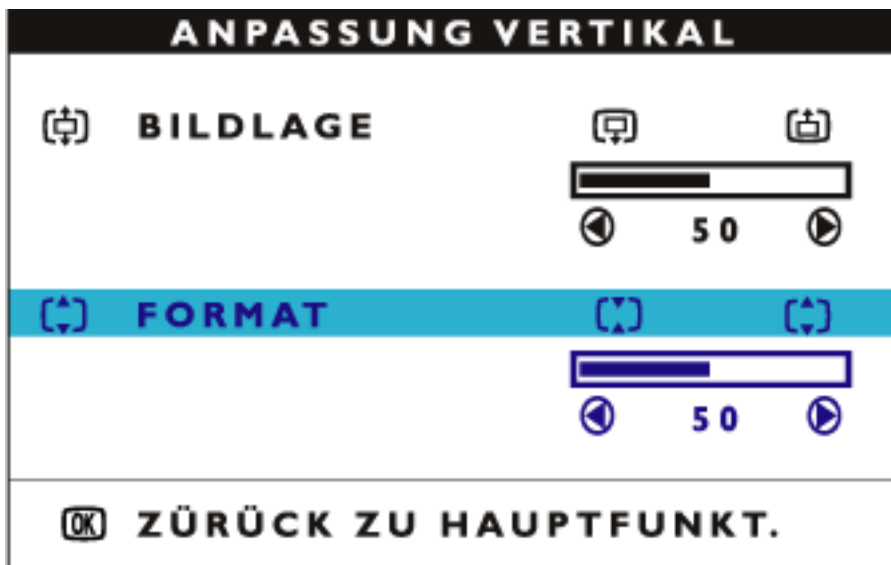 ANPASSUNG VERTIKAL
BILDLAGE
50
FORMAT
50
OK ZÜRÜCK ZU HAUPTFUNKT.